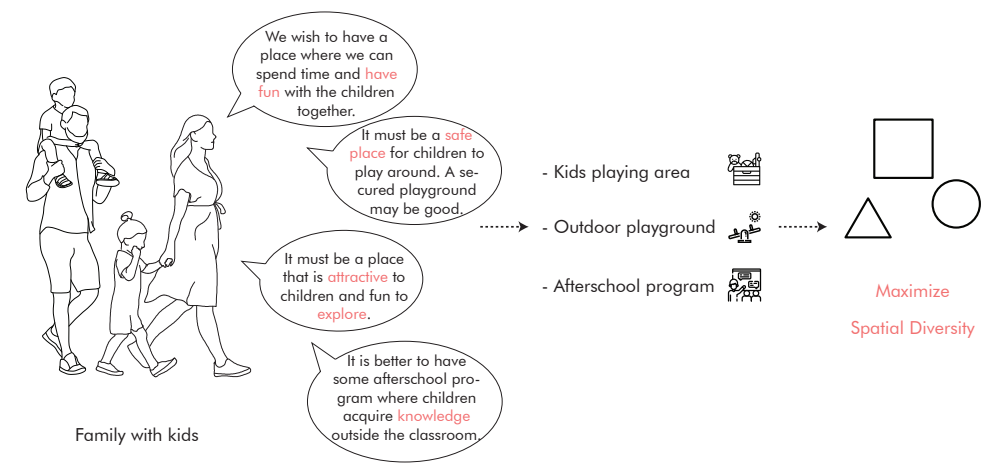 We wish to have a
place where we can
spend time and have
fun with the children
together.
It must be a safe
place for children to
play around. A se-
cured playground
may be good.
It must be a place
that is attractive to
children and fun to
explore.
It is better to have
some afterschool pro-
gram where children
acquire knowledge
outside the classroom.
Family with kids
- Kids playing area
- Outdoor playground
- Afterschool program
Maximize
Spatial Diversity